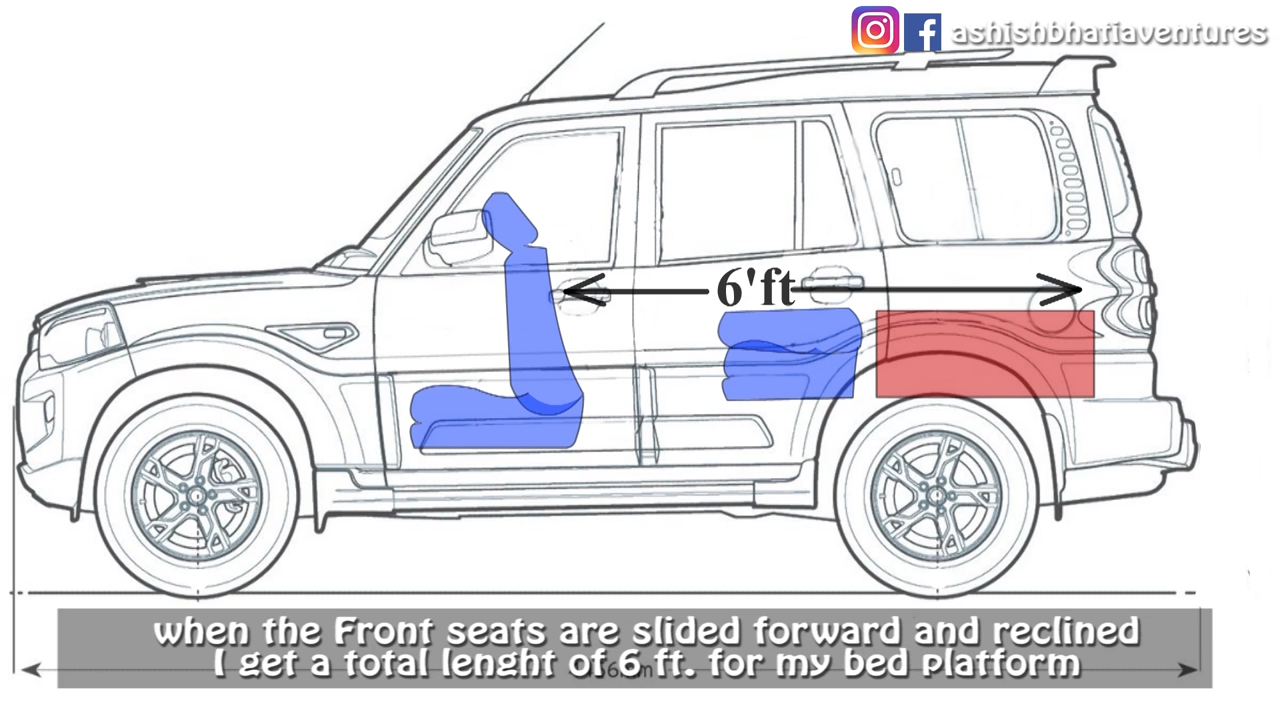 ashishbhatiaventures
6'ft
when the Front seats are slided forward and reclined
I get a total lenght of 6 ft. for my bed platform